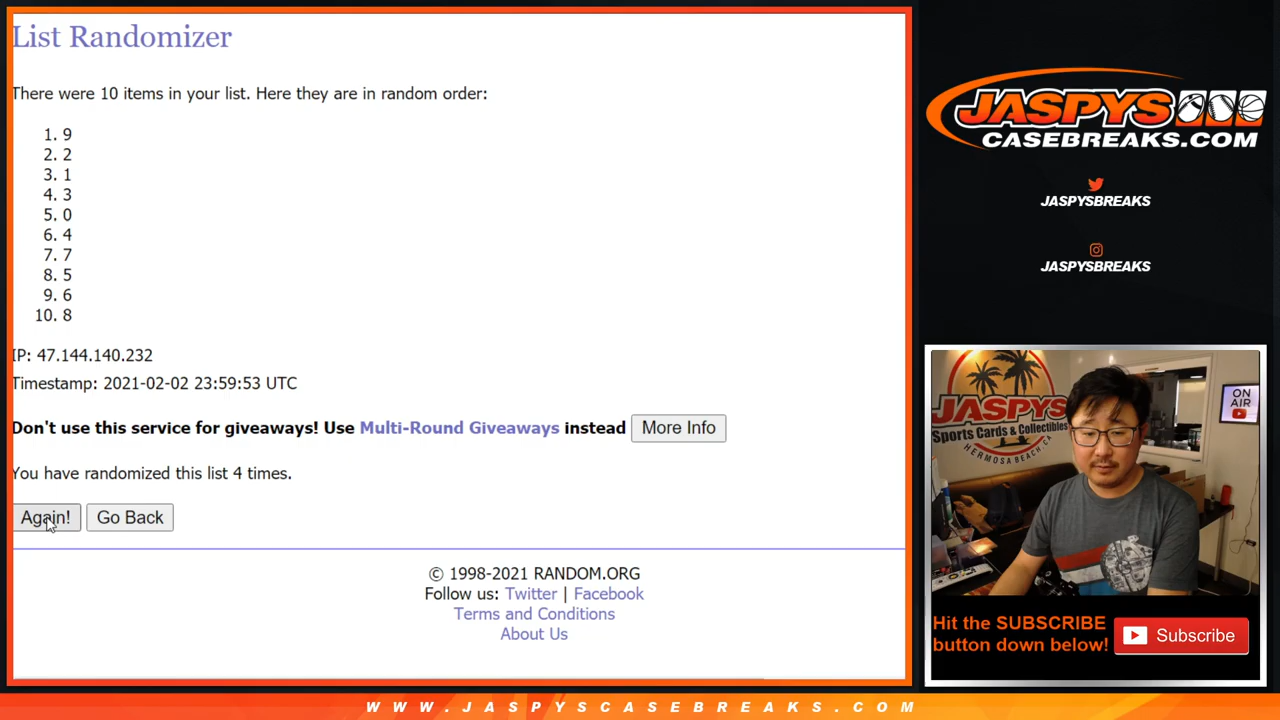 List Randomizer
There were 10 items in your list. Here they are in random order:
1. 9
2. 2
3. 1
4. 3
5. 0
6. 4
7. 7
8. 5
9. 6
10. 8
IP: 47.144.140.232
Timestamp: 2021-02-02 23:59:53 UTC
Don't use this service for giveaways! Use Multi-Round Giveaways instead More Info
You have randomized this list 4 times.
Again! Go Back
© 1998-2021 RANDOM.ORG
Follow us: Twitter | Facebook
Terms and Conditions
About Us
JASPYS
CASEBREAKS.COM
JASPYSBREAKS
JASPYSBREAKS
JASPYS
Sports Cards & Collectibles
HERMOSA BEACH, CA
ON
AIR
Hit the SUBSCRIBE
button down below!
Subscribe
WWW.JASPYSCASEBREAKS.COM